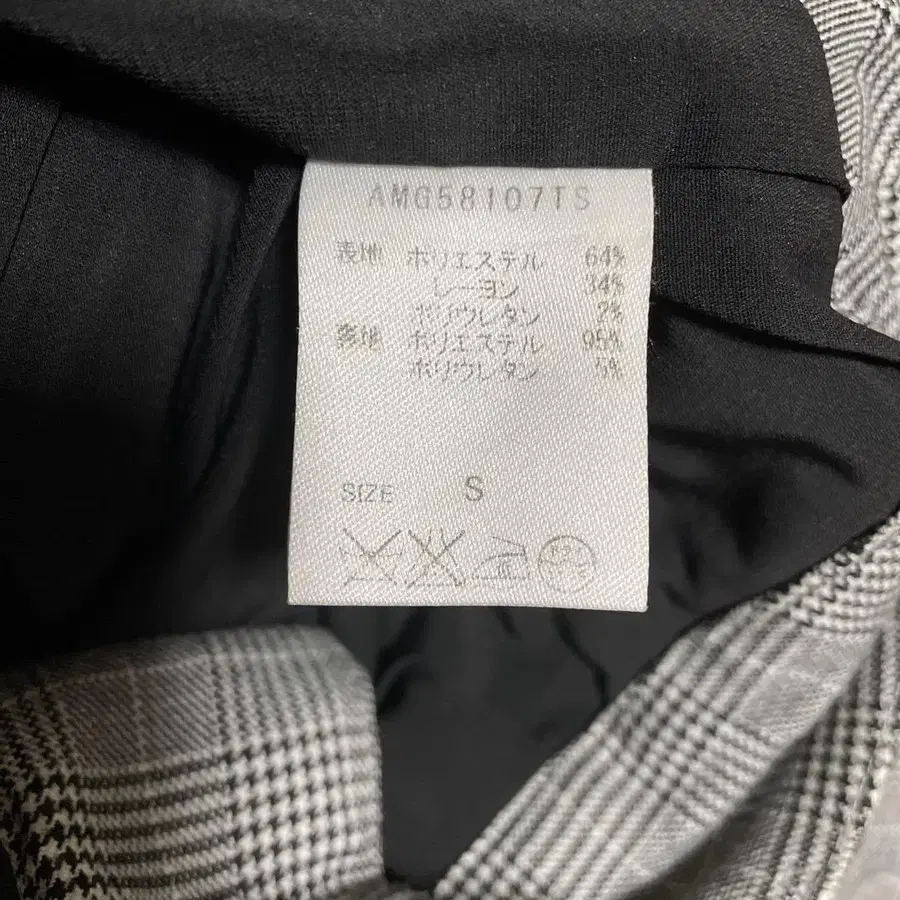 AMG58107TS
表地 ポリエステル 64%
レーヨン 34%
ポリウレタン 2%
裏地 ポリエステル 95%
ポリウレタン 5%
SIZE S